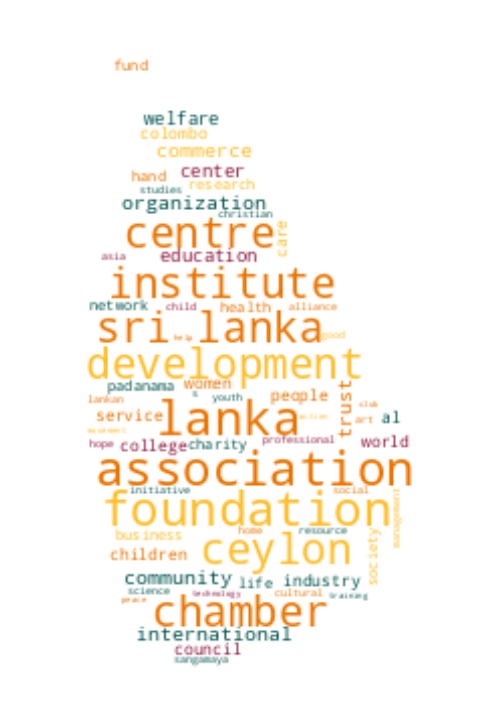 fund
welfare
colombo
commerce
center
hand
research
studies
organization
christian
centre
care
asia
education
institute
network
child
health
alliance
sri lanka
help
good
development
padanama
women
s
youth
people
lankan
club
trust
service
lanka
action
art
al
movement
hope
college
charity
professional
world
association
initiative
social
foundation
management
business
home
resource
children
ceylon
society
community
life
industry
science
technology
cultural
training
peace
chamber
international
council
sangamaya